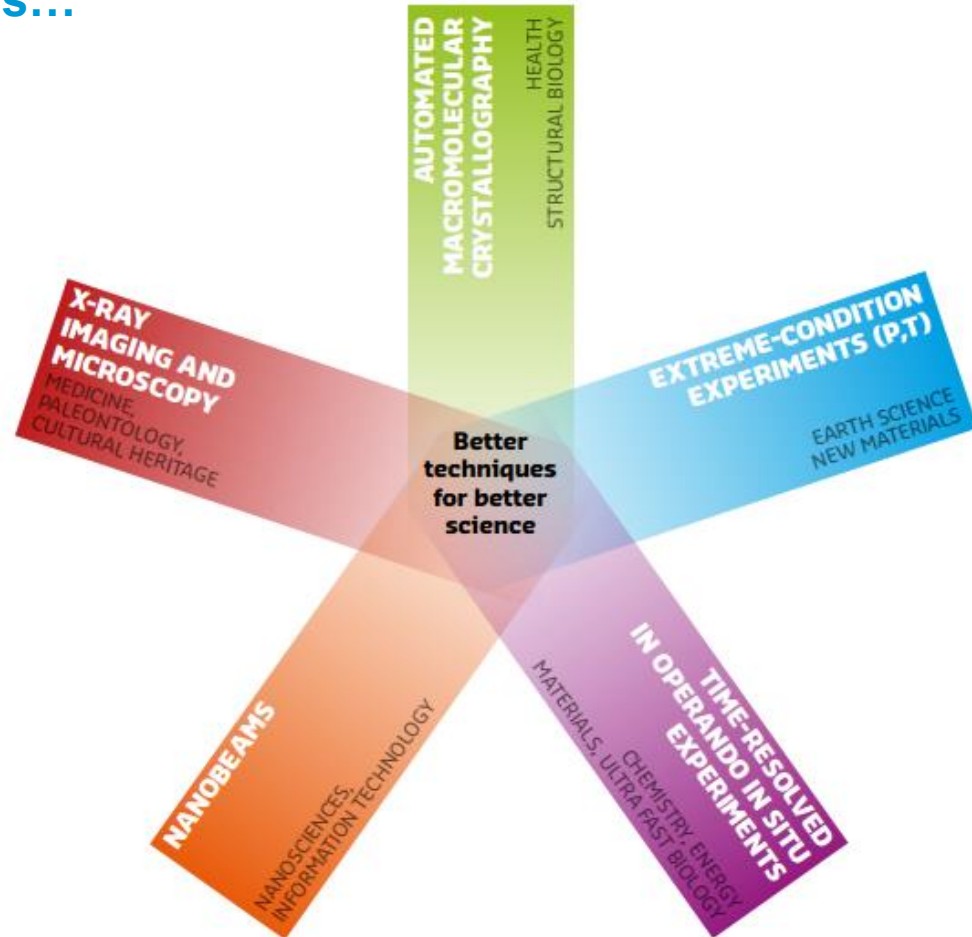 s...
AUTOMATED
MACROMOLECULAR
CRYSTALLOGRAPHY
HEALTH
STRUCTURAL BIOLOGY
X-RAY
IMAGING AND
MICROSCOPY
MEDICINE,
PALEONTOLOGY,
CULTURAL HERITAGE
EXTREME-CONDITION
EXPERIMENTS (P,T)
EARTH SCIENCE
NEW MATERIALS
Better
techniques
for better
science
NANOBEAMS
NANOSCIENCES,
INFORMATION TECHNOLOGY
TIME-RESOLVED
IN OPERANDO IN SITU
EXPERIMENTS
CHEMISTRY, ENERGY
MATERIALS, ULTRA FAST BIOLOGY